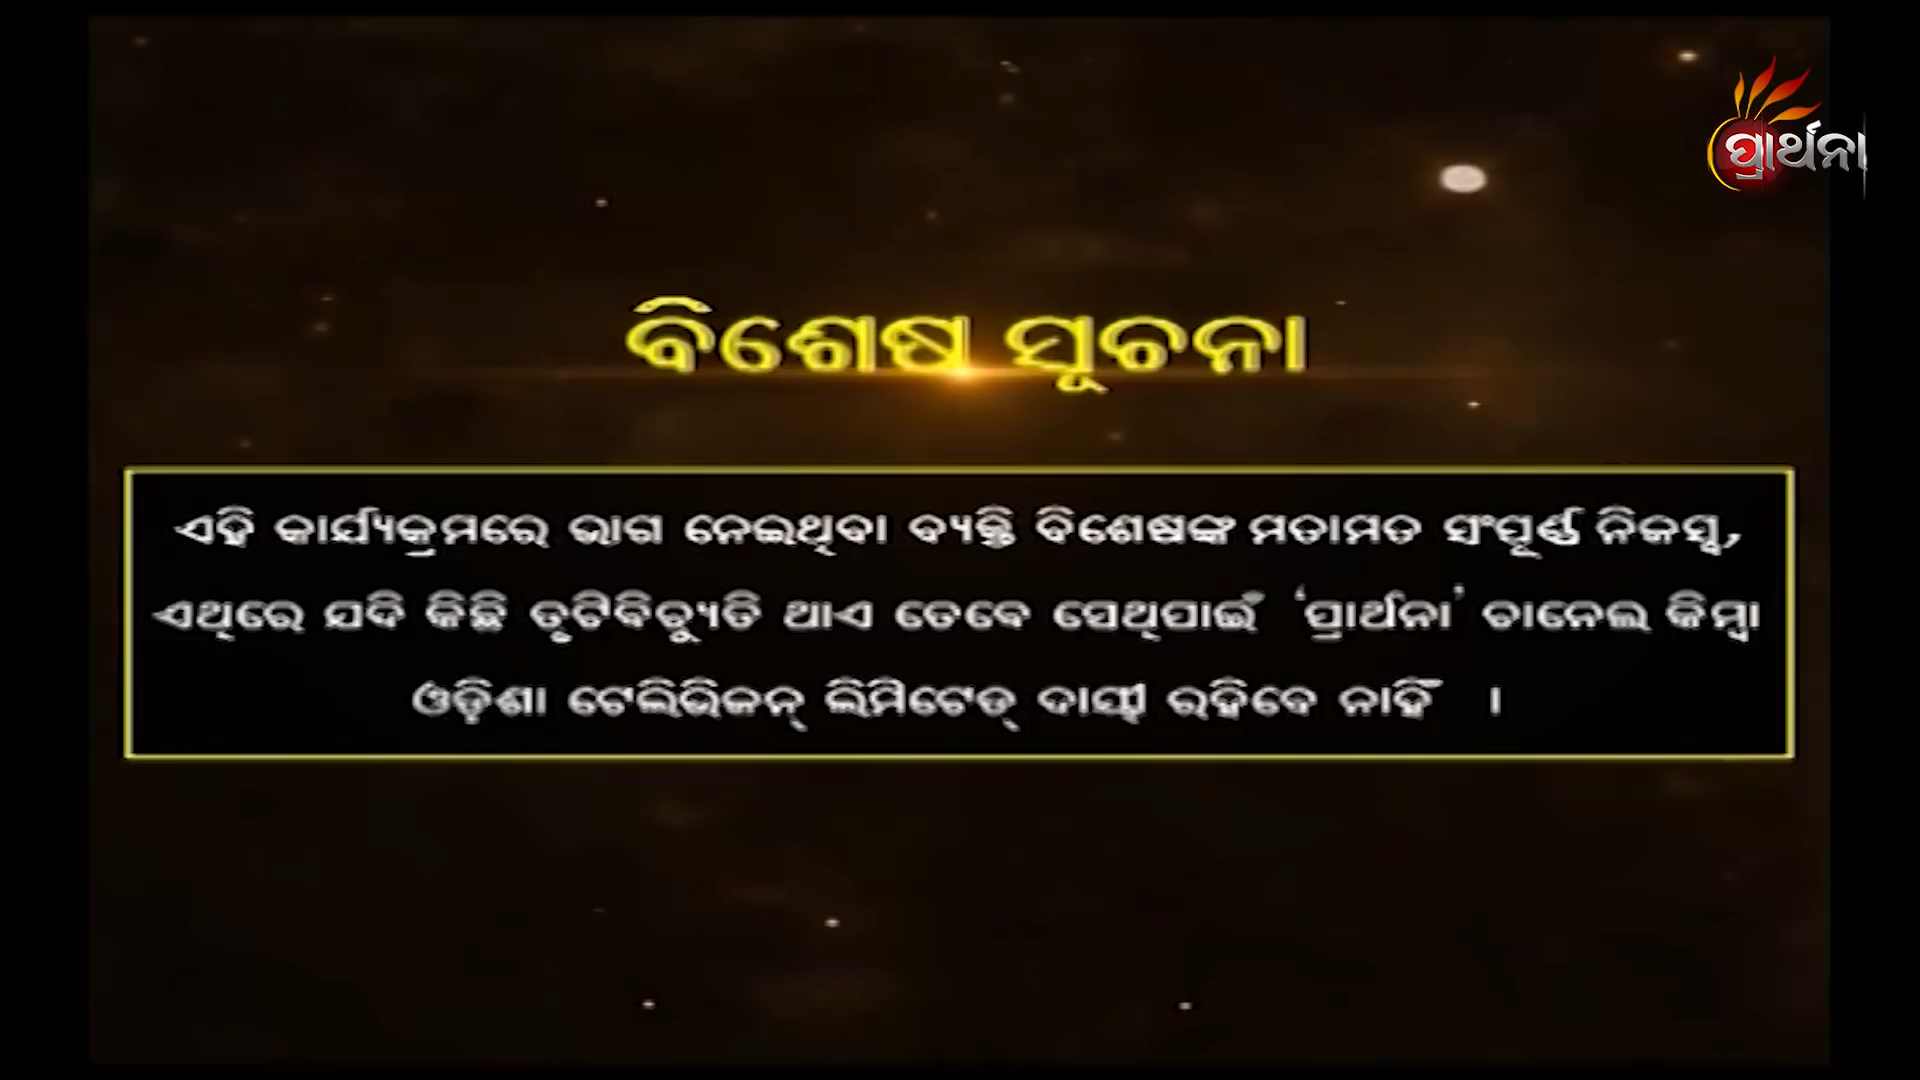 ପ୍ରାର୍ଥନା
ବିଶେଷ ସୂଚନା
ଏହି କାର୍ଯ୍ୟକ୍ରମରେ ଭାଗ ନେଇଥିବା ବ୍ୟକ୍ତି ବିଶେଷଙ୍କ ମତାମତ ସଂପୂର୍ଣ୍ଣ ନିଜସ୍ୱ,
ଏଥିରେ ଯଦି କିଛି ତୃଟିବିଚ୍ୟୁତି ଥାଏ ତେବେ ସେଥିପାଇଁ ‘ପ୍ରାର୍ଥନା’ ଚାନେଲ କିମ୍ବା
ଓଡ଼ିଶା ଟେଲିଭିଜନ୍ ଲିମିଟେଡ୍ ଦାୟୀ ରହିବେ ନାହିଁ ।